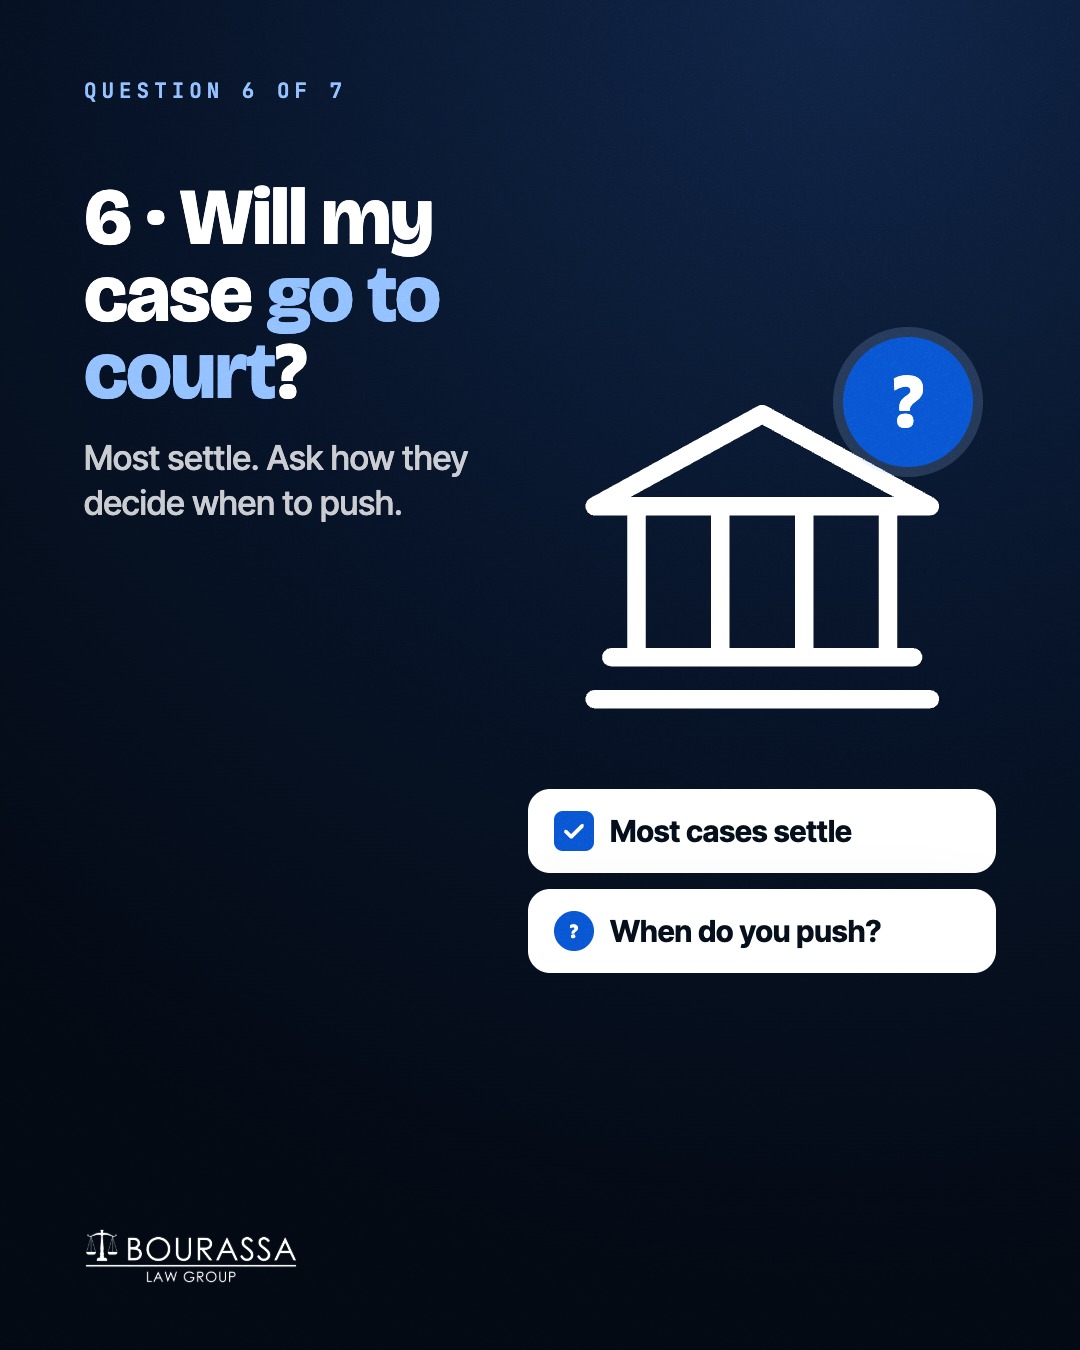 QUESTION 6 OF 7
6 · Will my
case go to
court?
Most settle. Ask how they
decide when to push.
?
Most cases settle
? When do you push?
BOURASSA
LAW GROUP